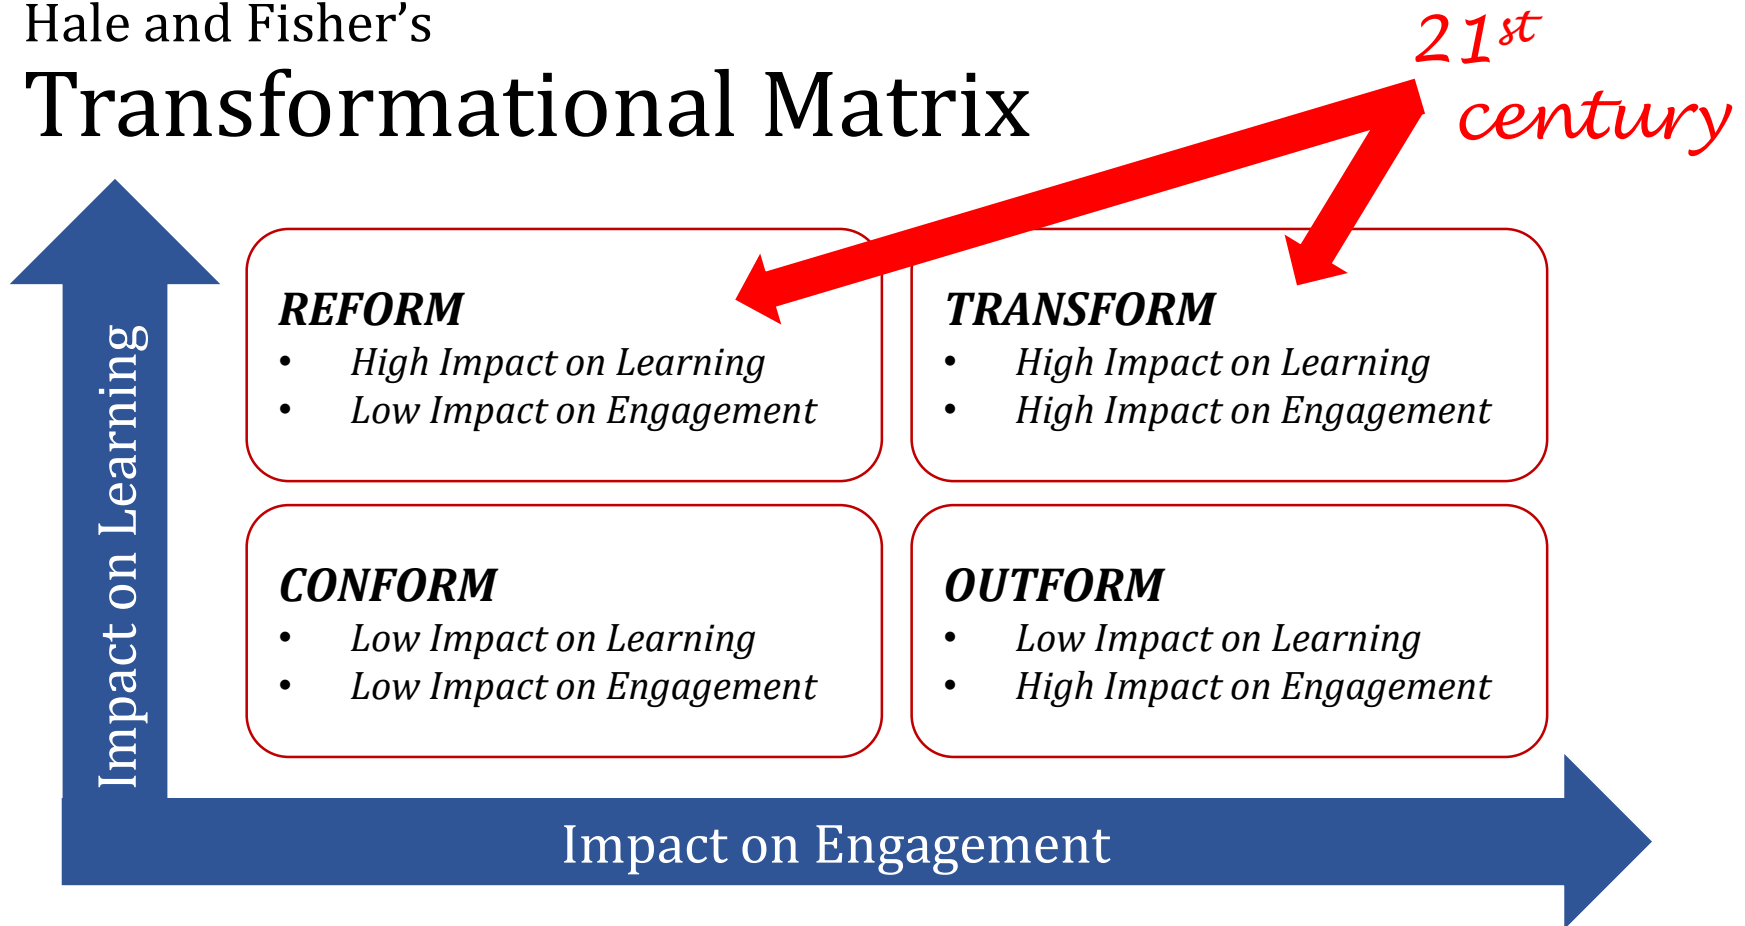 Hale and Fisher’s
Transformational Matrix
21st
century
REFORM
• High Impact on Learning
• Low Impact on Engagement
TRANSFORM
• High Impact on Learning
• High Impact on Engagement
CONFORM
• Low Impact on Learning
• Low Impact on Engagement
OUTFORM
• Low Impact on Learning
• High Impact on Engagement
Impact on Learning
Impact on Engagement